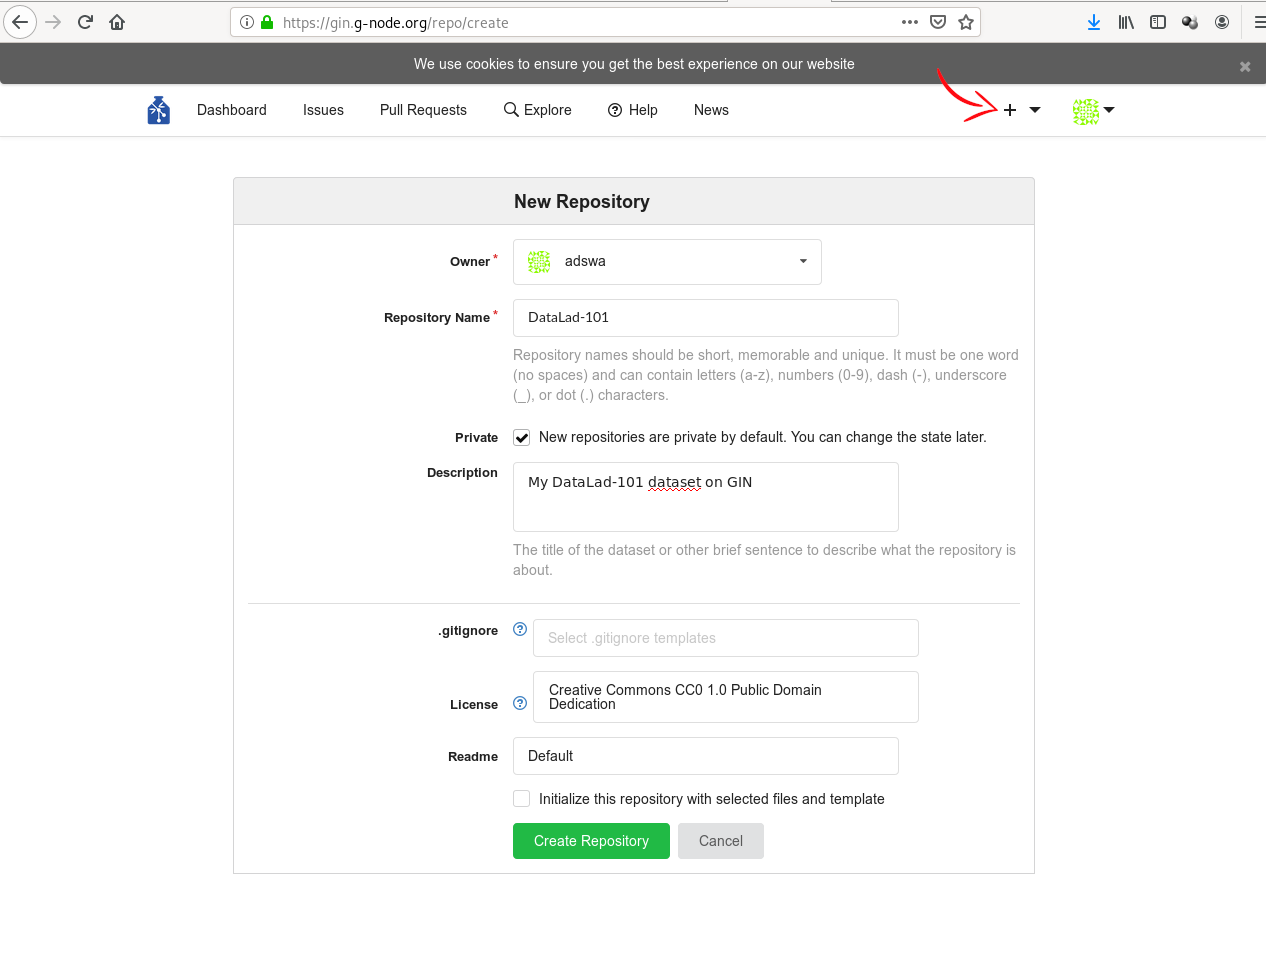 https://gin.g-node.org/repo/create
We use cookies to ensure you get the best experience on our website
Dashboard Issues Pull Requests Explore Help News
New Repository
Owner * adswa
Repository Name * DataLad-101
Repository names should be short, memorable and unique. It must be one word
(no spaces) and can contain letters (a-z), numbers (0-9), dash (-), underscore
(_), or dot (.) characters.
Private New repositories are private by default. You can change the state later.
Description My DataLad-101 dataset on GIN
The title of the dataset or other brief sentence to describe what the repository is
about.
.gitignore Select .gitignore templates
License Creative Commons CC0 1.0 Public Domain
Dedication
Readme Default
Initialize this repository with selected files and template
Create Repository Cancel